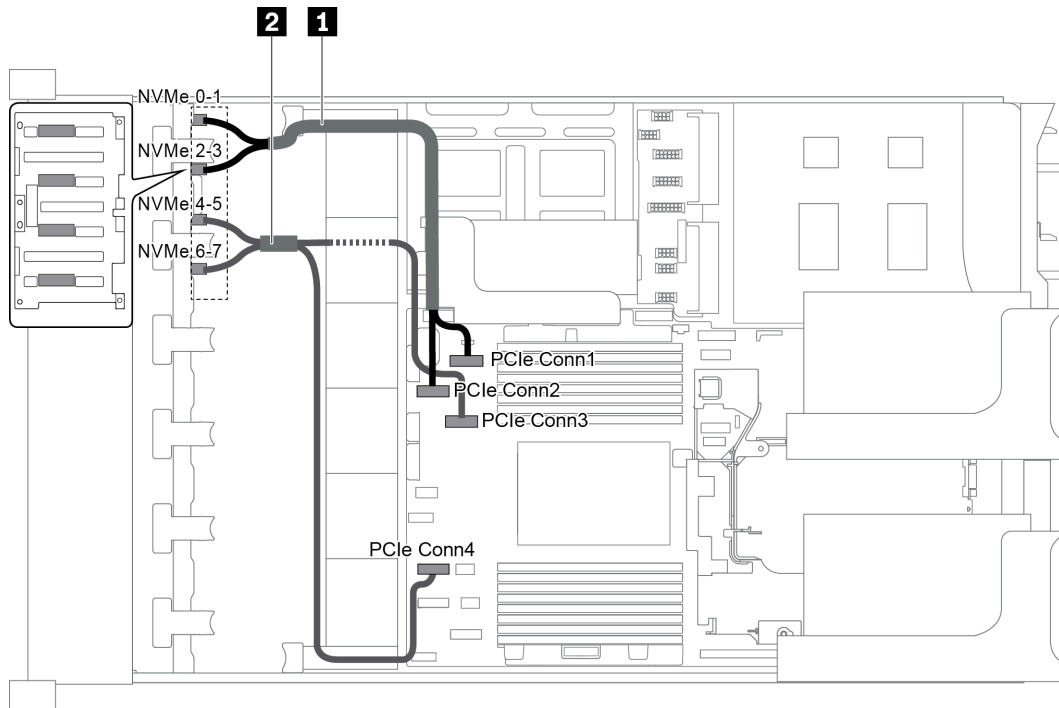 2 1
NVMe 0-1
NVMe 2-3
NVMe 4-5
NVMe 6-7
PCIe Conn1
PCIe Conn2
PCIe Conn3
PCIe Conn4